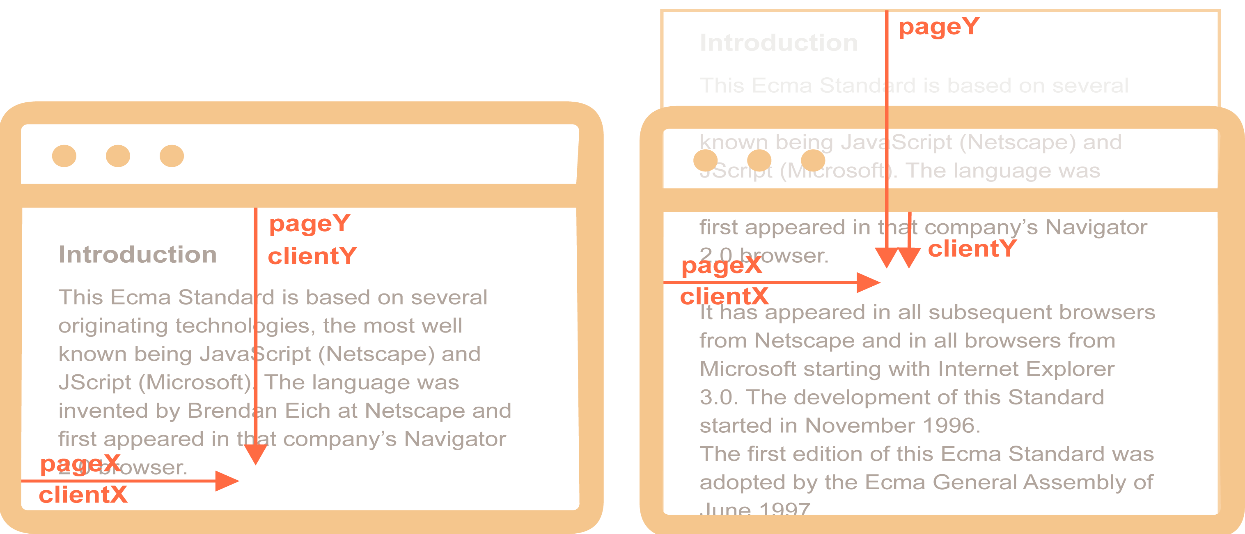 pageY
clientY
Introduction
This Ecma Standard is based on several
originating technologies, the most well
known being JavaScript (Netscape) and
JScript (Microsoft). The language was
invented by Brendan Eich at Netscape and
first appeared in that company’s Navigator
2.0 browser.
pageX
clientX
pageY
Introduction
This Ecma Standard is based on several
known being JavaScript (Netscape) and
JScript (Microsoft). The language was
first appeared in that company’s Navigator
2.0 browser.
clientY
pageX
clientX
It has appeared in all subsequent browsers
from Netscape and in all browsers from
Microsoft starting with Internet Explorer
3.0. The development of this Standard
started in November 1996.
The first edition of this Ecma Standard was
adopted by the Ecma General Assembly of
June 1997